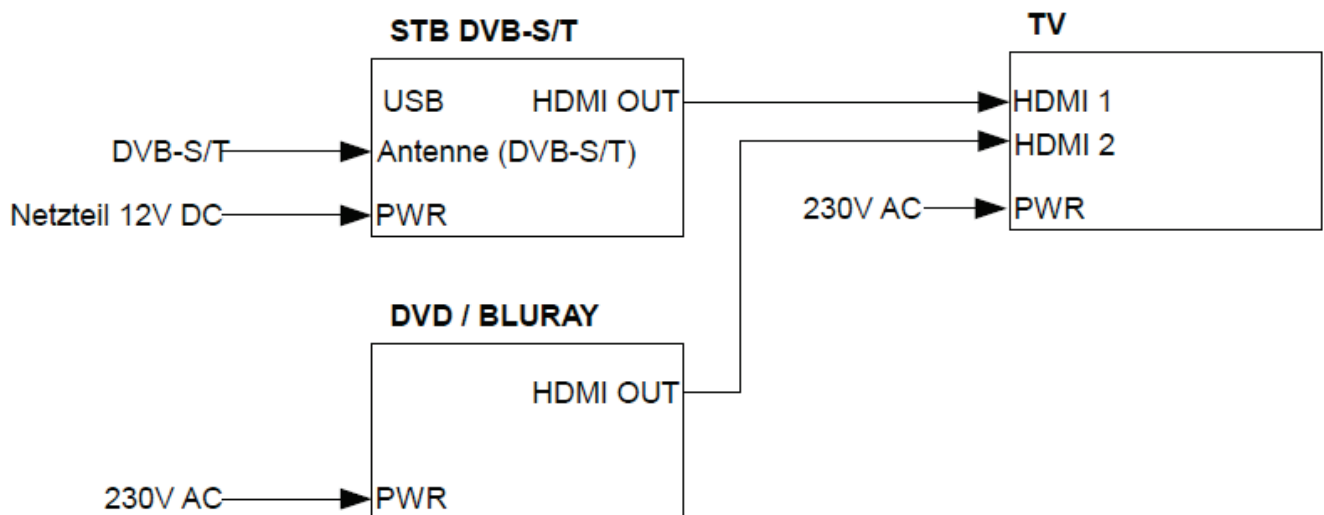 STB DVB-S/T
USB HDMI OUT
DVB-S/T Antenne (DVB-S/T)
Netzteil 12V DC PWR
TV
HDMI 1
HDMI 2
230V AC PWR
DVD / BLURAY
HDMI OUT
230V AC PWR